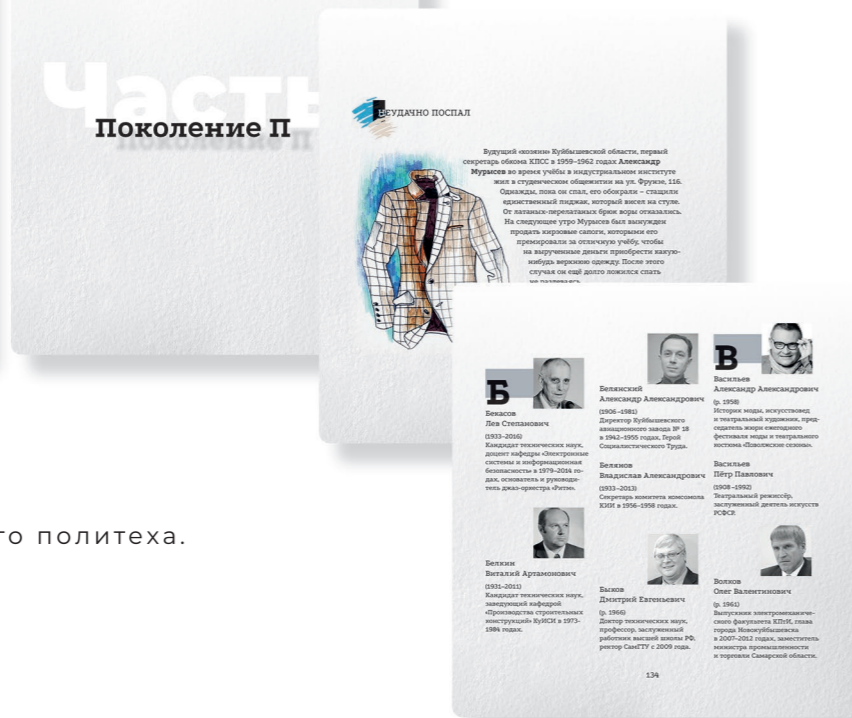 Часть
Поколение П
НЕУДАЧНО ПОСПАЛ
Будущий «хозяин» Куйбышевской области, первый
секретарь обкома КПСС в 1959–1962 годах Александр
Мурысев во время учёбы в индустриальном институте
жил в студенческом общежитии на ул. Фрунзе, 116.
Однажды, пока он спал, его обокрали – стащили
единственный пиджак, который висел на стуле.
От латаных-перелатаных брюк воры отказались.
На следующее утро Мурысев был вынужден
продать кирзовые сапоги, которыми его
премировали за отличную учёбу, чтобы
на вырученные деньги приобрести какую-
нибудь верхнюю одежду. После этого
случая он ещё долго ложился спать
не раздеваясь.
Б
Бекасов
Лев Степанович
(1933–2016)
Кандидат технических наук,
доцент кафедры «Электронные
системы и информационная
безопасность» в 1979–2014 го-
дах, основатель и руководи-
тель джаз-оркестра «Ритм».
Белкин
Виталий Артамонович
(1931–2011)
Кандидат технических наук,
заведующий кафедрой
«Производства строительных
конструкций» КуИСИ в 1973-
1984 годах.
Белянский
Александр Александрович
(1906–1981)
Директор Куйбышевского
авиационного завода № 18
в 1942–1955 годах, Герой
Социалистического Труда.
Белянов
Владислав Александрович
(1933–2013)
Секретарь комитета комсомола
КИИ в 1956–1958 годах.
Быков
Дмитрий Евгеньевич
(р. 1966)
Доктор технических наук,
профессор, заслуженный
работник высшей школы РФ,
ректор СамГТУ с 2009 года.
В
Васильев
Александр Александрович
(р. 1958)
Историк моды, искусствовед
и театральный художник, пред-
седатель жюри ежегодного
фестиваля моды и театрального
костюма «Поволжские сезоны».
Васильев
Пётр Павлович
(1908–1992)
Театральный режиссёр,
заслуженный деятель искусств
РСФСР.
Волков
Олег Валентинович
(р. 1961)
Выпускник электромеханиче-
ского факультета КПтИ, глава
города Новокуйбышевска
в 2007–2012 годах, заместитель
министра промышленности
и торговли Самарской области.
134
го политеха.